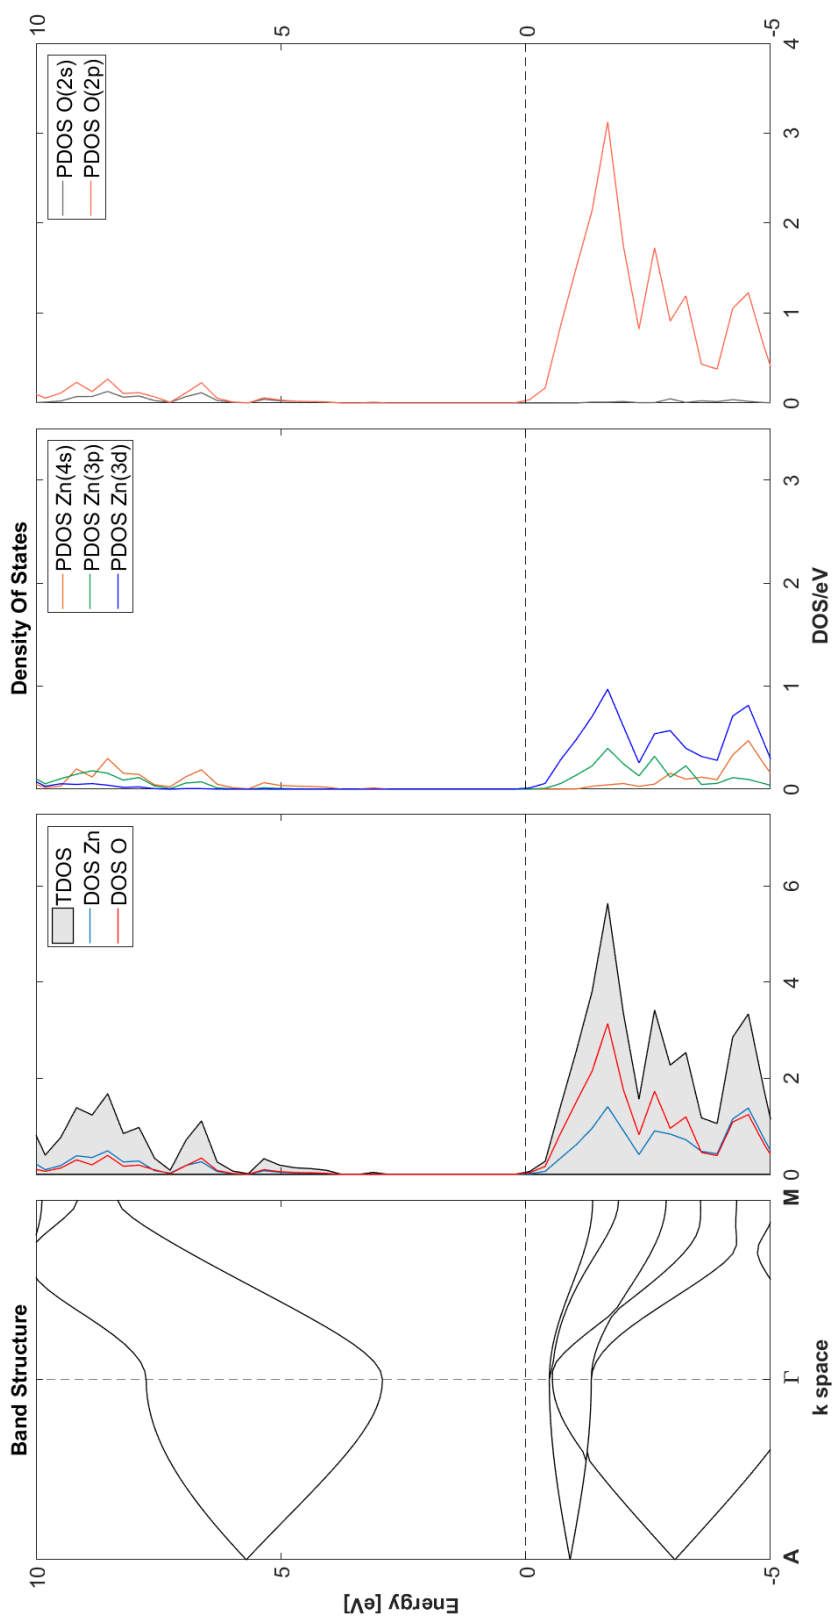 Band Structure
Density Of States
Energy [eV]
10
5
0
-5
A
Γ
M
k space
TDOS
DOS Zn
DOS O
0
2
4
6
PDOS Zn(4s)
PDOS Zn(3p)
PDOS Zn(3d)
0
1
2
3
DOS/eV
PDOS O(2s)
PDOS O(2p)
0
1
2
3
4
10
5
0
-5